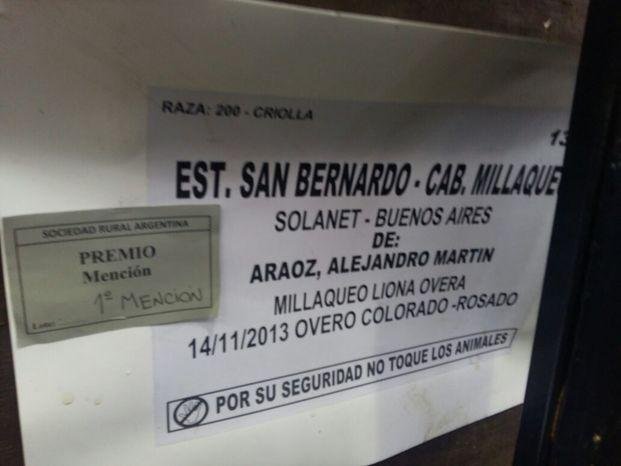 RAZA: 200 - CRIOLLA
EST. SAN BERNARDO - CAB. MILLAQUE
SOLANET - BUENOS AIRES
DE:
ARAOZ, ALEJANDRO MARTIN
MILLAQUEO LIONA OVERA
14/11/2013 OVERO COLORADO -ROSADO
POR SU SEGURIDAD NO TOQUE LOS ANIMALES
SOCIEDAD RURAL ARGENTINA
PREMIO
Mención
1º MENCION